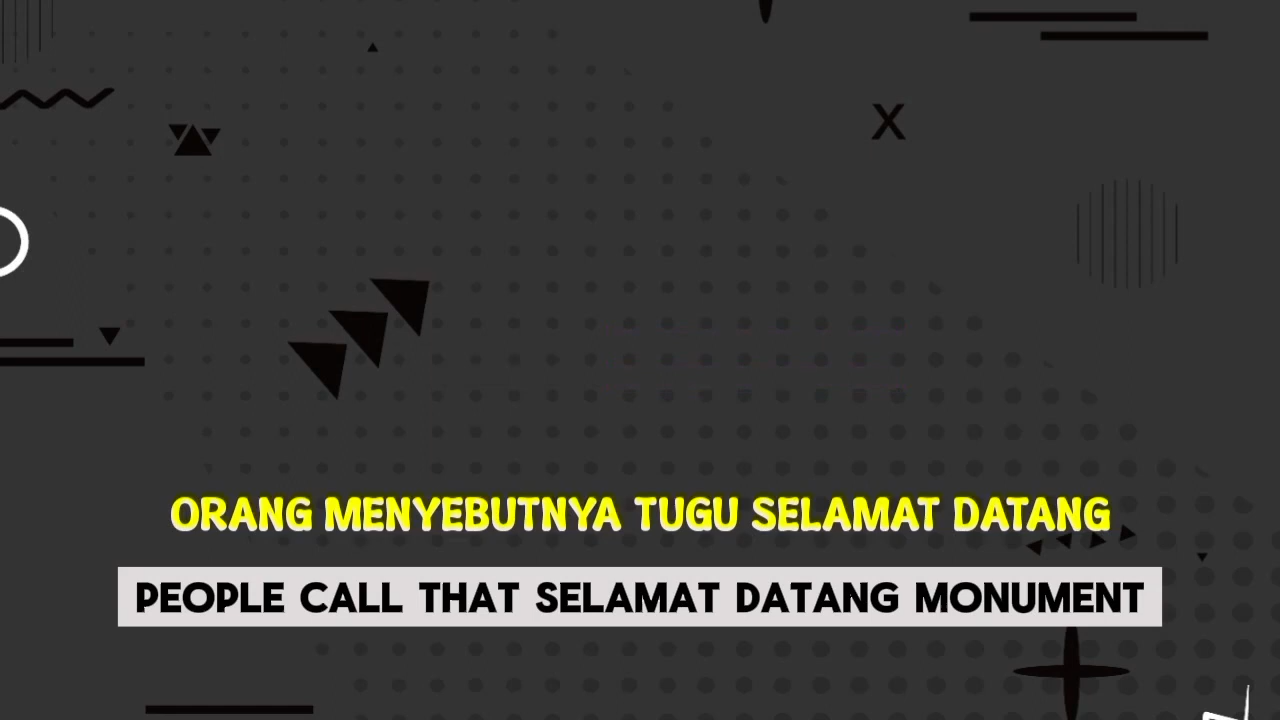 ORANG MENYEBUTNYA TUGU SELAMAT DATANG
PEOPLE CALL THAT SELAMAT DATANG MONUMENT